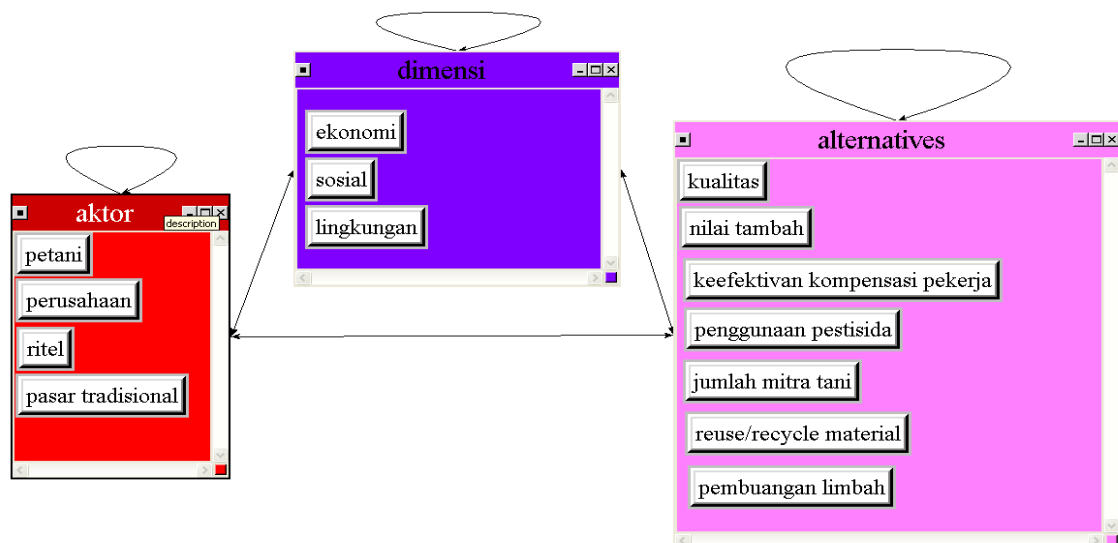 aktor
description
petani
perusahaan
ritel
pasar tradisional
dimensi
ekonomi
sosial
lingkungan
alternatives
kualitas
nilai tambah
keefektivan kompensasi pekerja
penggunaan pestisida
jumlah mitra tani
reuse/recycle material
pembuangan limbah